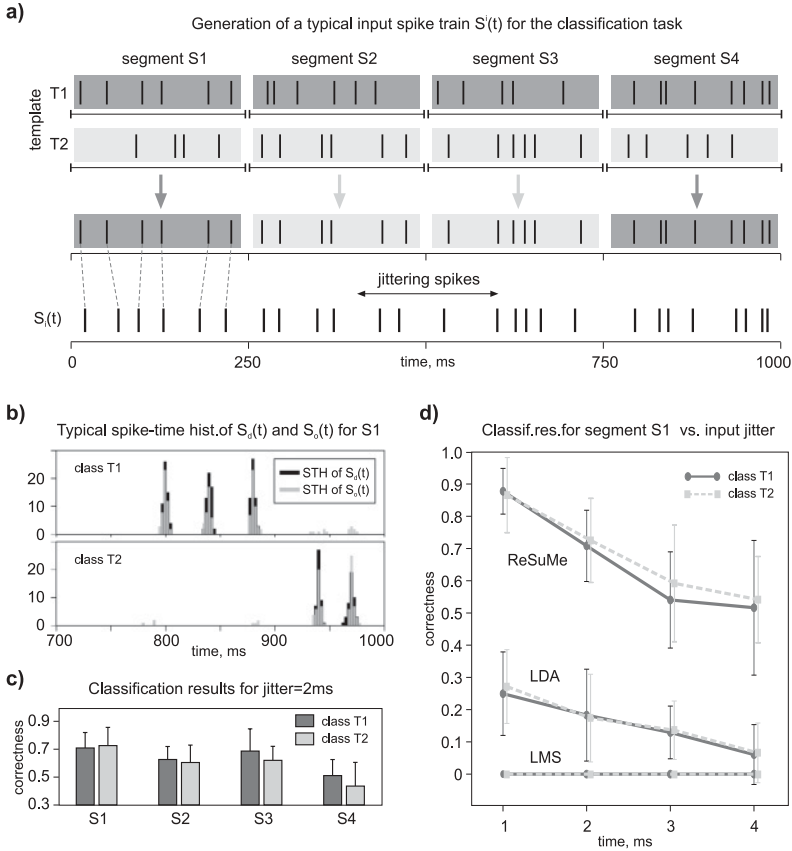 a)
Generation of a typical input spike train Sⁱ(t) for the classification task
segment S1 segment S2 segment S3 segment S4
template
T1
T2
jittering spikes
Sᵢ(t)
0 250 time, ms 750 1000
b)
Typical spike-time hist.of S_d(t) and S_o(t) for S1
class T1
STH of S_d(t)
STH of S_o(t)
20
10
0
class T2
20
10
0
700 800 900 1000
time, ms
c)
Classification results for jitter=2ms
correctness
0.9
0.7
0.5
0.3
class T1
class T2
S1 S2 S3 S4
d)
Classif.res.for segment S1 vs. input jitter
correctness
1.0
0.9
0.8
0.7
0.6
0.5
0.4
0.3
0.2
0.1
0
class T1
class T2
ReSuMe
LDA
LMS
1 2 3 4
time, ms